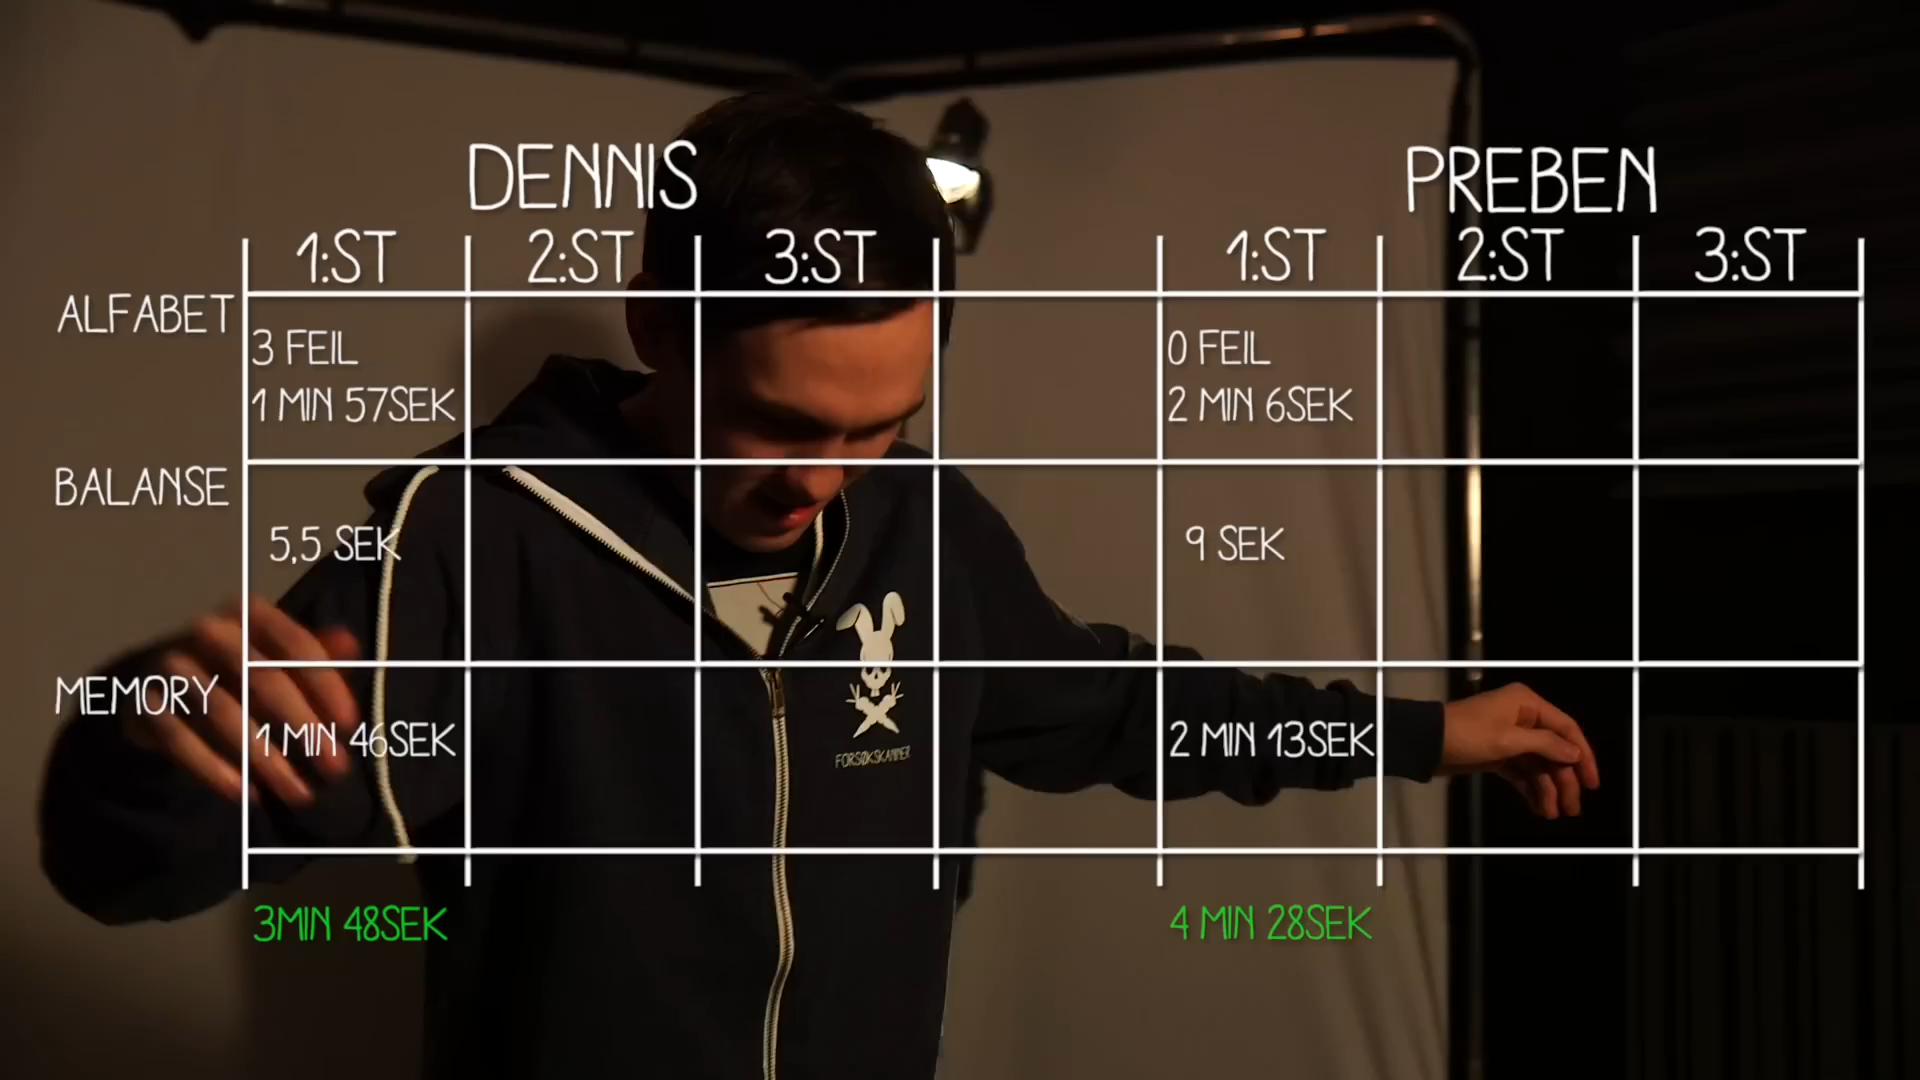 DENNIS
PREBEN
1:ST 2:ST 3:ST 1:ST 2:ST 3:ST
ALFABET
3 FEIL
1 MIN 57SEK
0 FEIL
2 MIN 6SEK
BALANSE
5,5 SEK
9 SEK
MEMORY
1 MIN 46SEK
2 MIN 13SEK
FORSØKSKANINER
3MIN 48SEK
4 MIN 28SEK